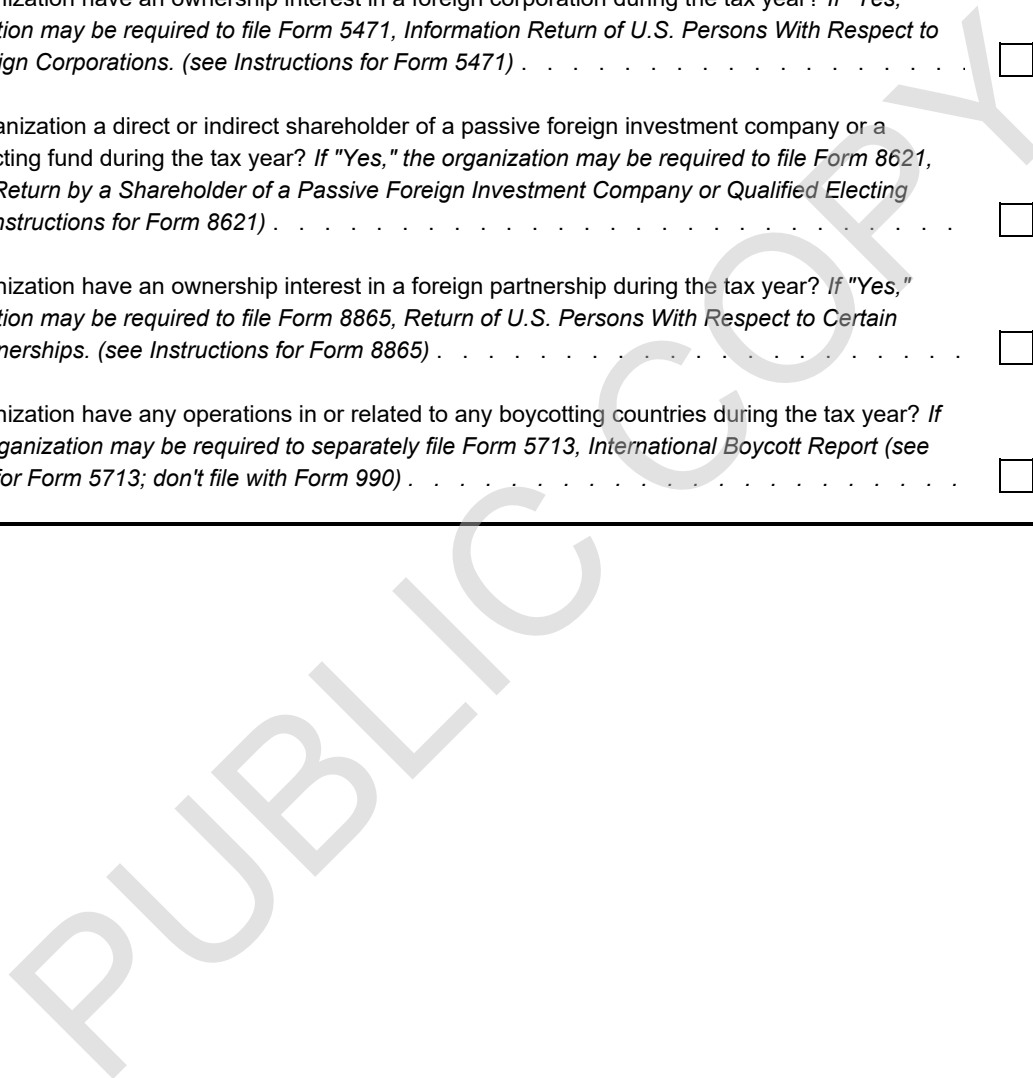 nization have an ownership interest in a foreign corporation during the tax year? If "Yes,"
tion may be required to file Form 5471, Information Return of U.S. Persons With Respect to
ign Corporations. (see Instructions for Form 5471) . . . . . . . . . . . . . . . . . .
anization a direct or indirect shareholder of a passive foreign investment company or a
cting fund during the tax year? If "Yes," the organization may be required to file Form 8621,
Return by a Shareholder of a Passive Foreign Investment Company or Qualified Electing
nstructions for Form 8621) . . . . . . . . . . . . . . . . . . . . . . . . . . .
nization have an ownership interest in a foreign partnership during the tax year? If "Yes,"
tion may be required to file Form 8865, Return of U.S. Persons With Respect to Certain
nerships. (see Instructions for Form 8865) . . . . . . . . . . . . . . . . . . . . .
nization have any operations in or related to any boycotting countries during the tax year? If
ganization may be required to separately file Form 5713, International Boycott Report (see
for Form 5713; don't file with Form 990) . . . . . . . . . . . . . . . . . . . . . .
PUBLIC COPY